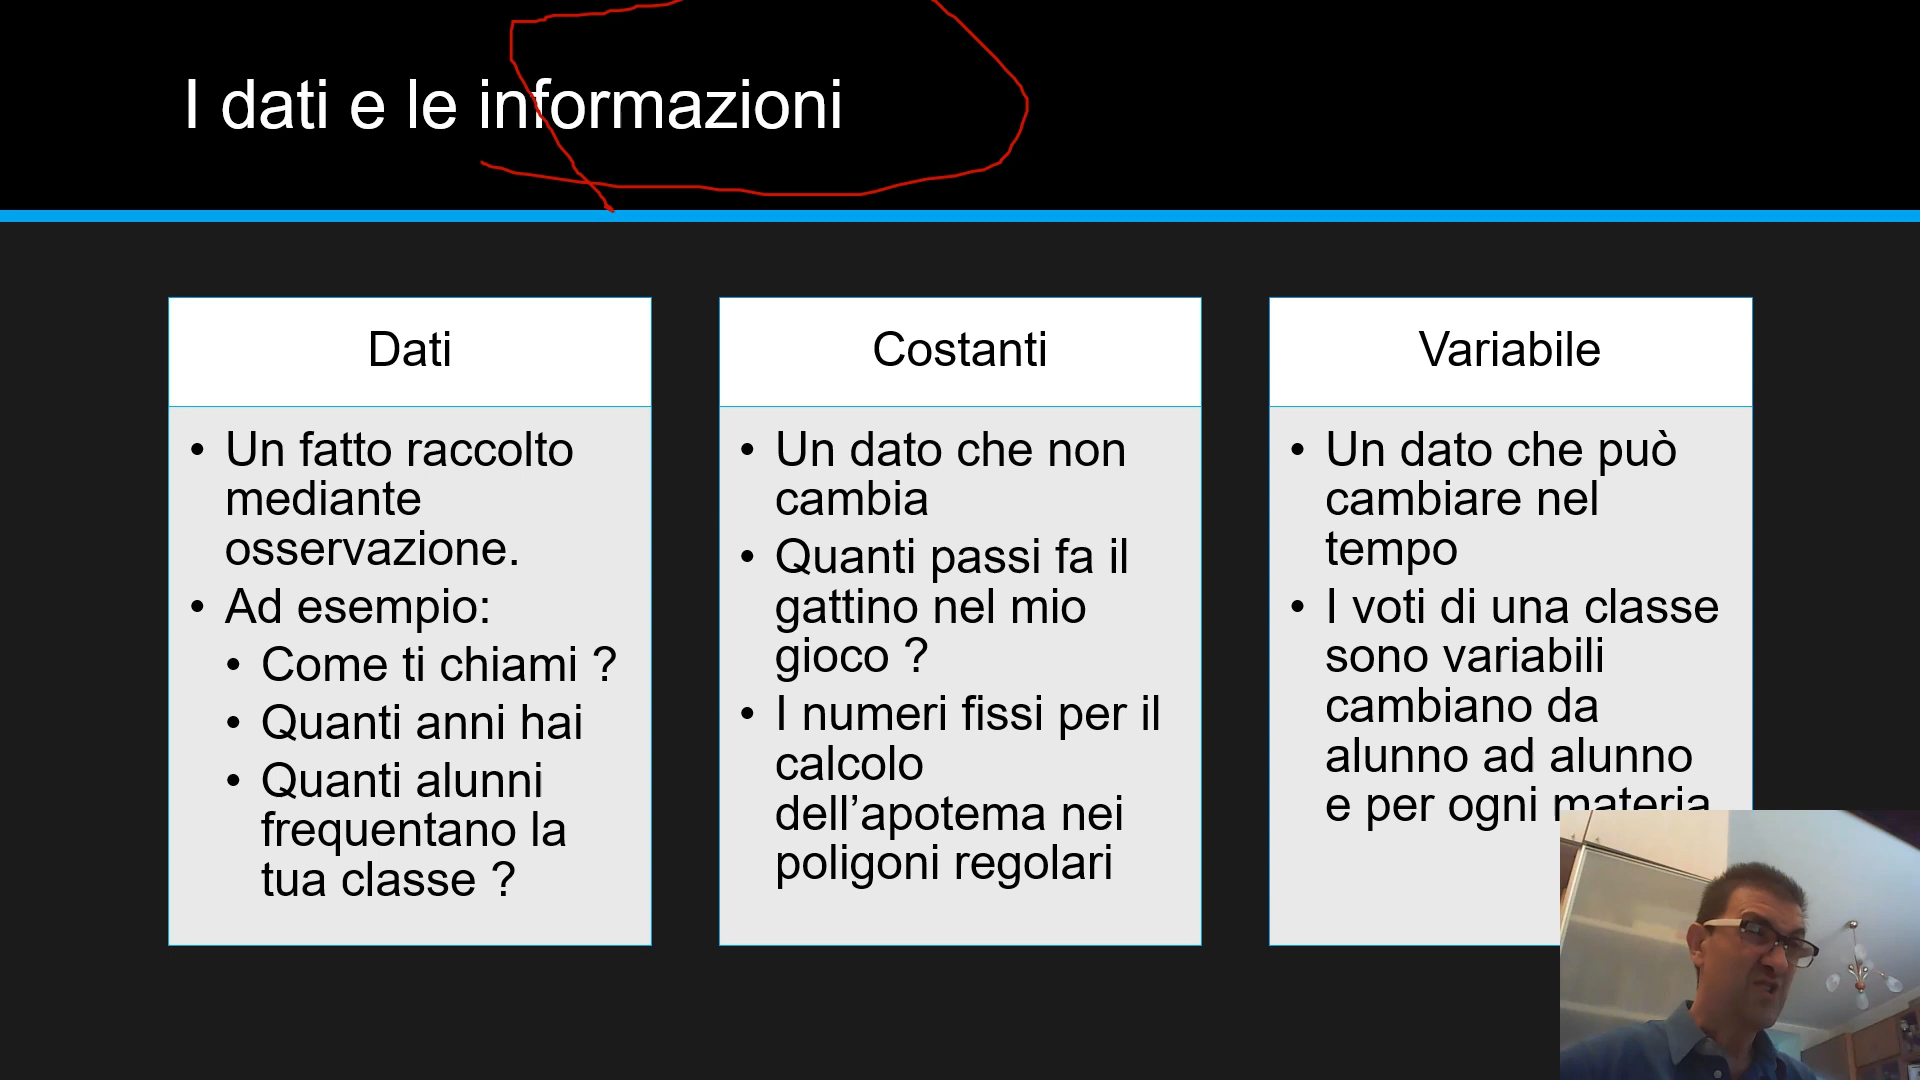 I dati e le informazioni
Dati
• Un fatto raccolto
mediante
osservazione.
• Ad esempio:
• Come ti chiami ?
• Quanti anni hai
• Quanti alunni
frequentano la
tua classe ?
Costanti
• Un dato che non
cambia
• Quanti passi fa il
gattino nel mio
gioco ?
• I numeri fissi per il
calcolo
dell’apotema nei
poligoni regolari
Variabile
• Un dato che può
cambiare nel
tempo
• I voti di una classe
sono variabili
cambiano da
alunno ad alunno
e per ogni materia